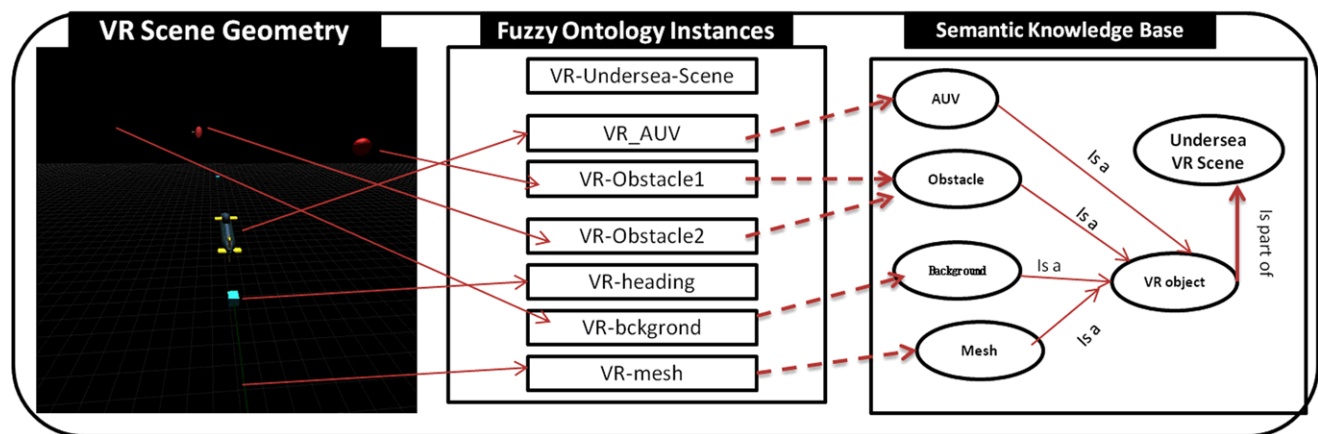 VR Scene Geometry
Fuzzy Ontology Instances
Semantic Knowledge Base
VR-Undersea-Scene
VR_AUV
VR-Obstacle1
VR-Obstacle2
VR-heading
VR-bckgrond
VR-mesh
AUV
Obstacle
Background
Mesh
Is a
Is a
Is a
Is a
VR object
Undersea
VR Scene
Is part of